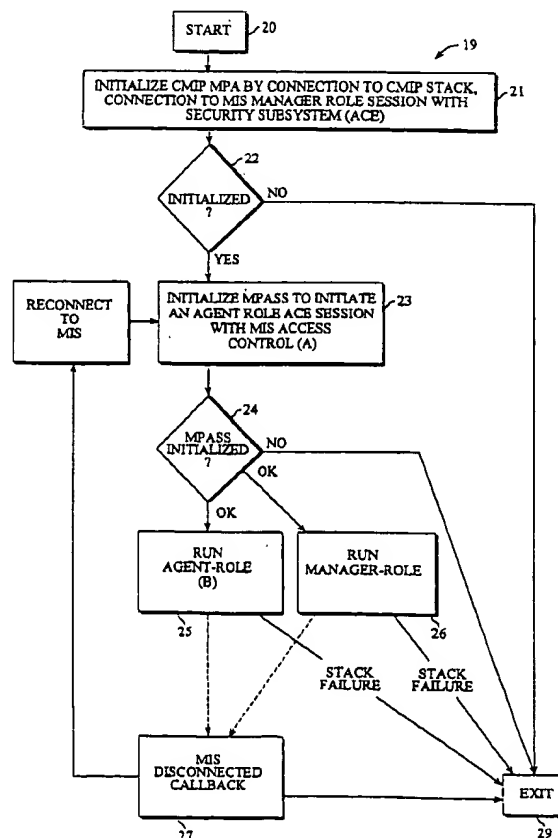 START
20
19
INITIALIZE CMIP MPA BY CONNECTION TO CMIP STACK,
CONNECTION TO MIS MANAGER ROLE SESSION WITH
SECURITY SUBSYSTEM (ACE)
21
22
INITIALIZED
?
NO
YES
RECONNECT
TO
MIS
INITIALIZE MPASS TO INITIATE
AN AGENT ROLE ACE SESSION
WITH MIS ACCESS
CONTROL (A)
23
24
MPASS
INITIALIZED
?
NO
OK
OK
RUN
AGENT-ROLE
(B)
25
RUN
MANAGER-ROLE
26
STACK
FAILURE
STACK
FAILURE
MIS
DISCONNECTED
CALLBACK
27
EXIT
29